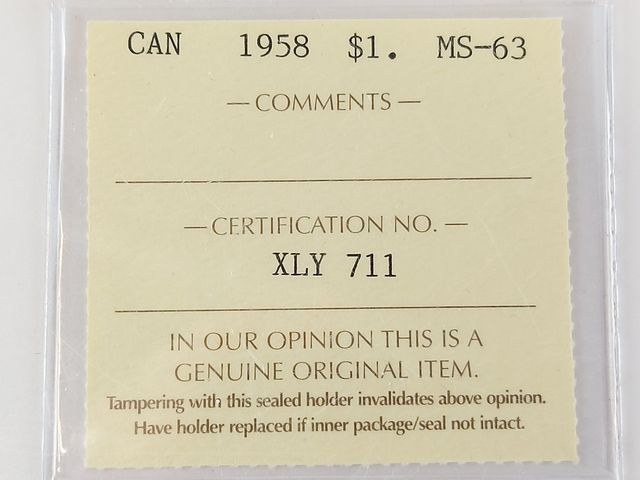 CAN 1958 $1. MS-63
— COMMENTS —
— CERTIFICATION NO. —
XLY 711
IN OUR OPINION THIS IS A
GENUINE ORIGINAL ITEM.
Tampering with this sealed holder invalidates above opinion.
Have holder replaced if inner package/seal not intact.